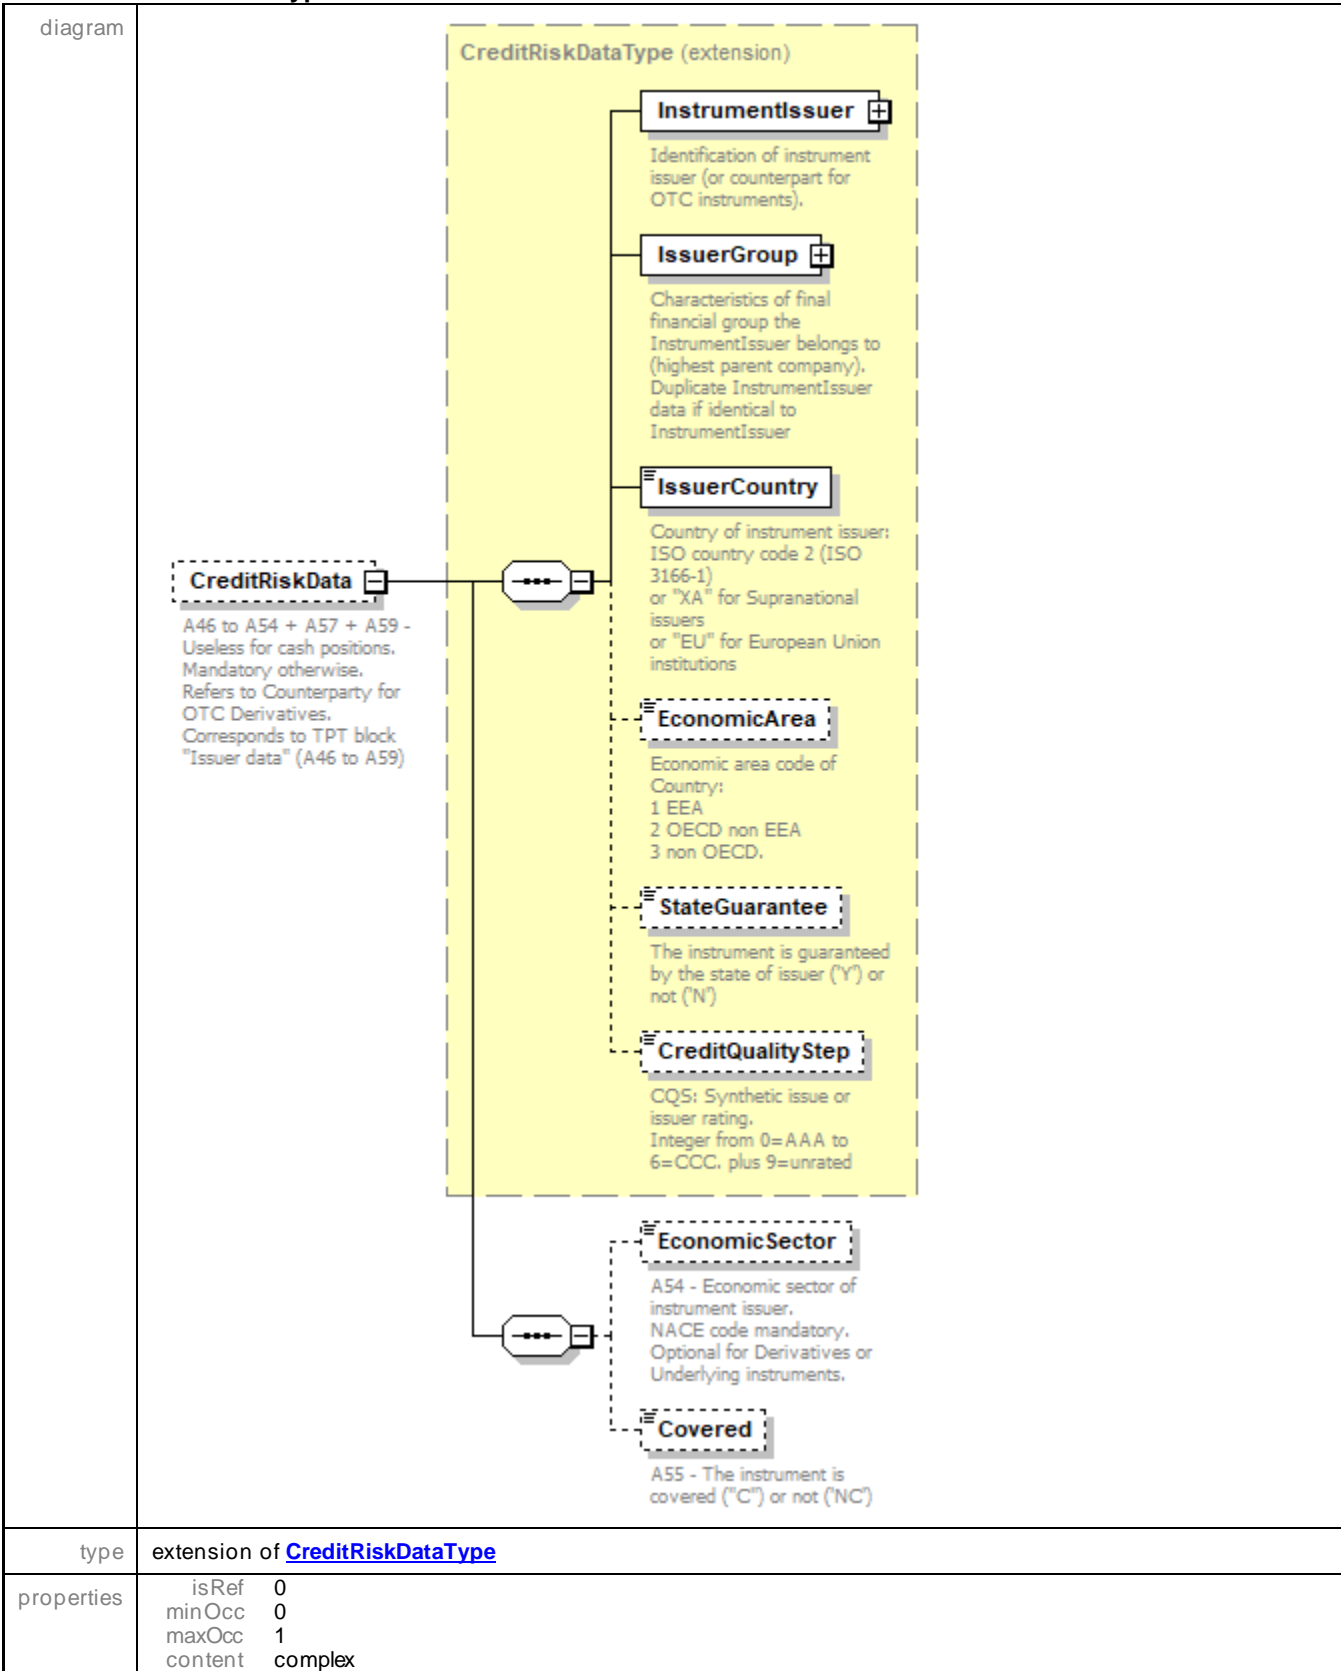 diagram
CreditRiskDataType (extension)
InstrumentIssuer
Identification of instrument
issuer (or counterpart for
OTC instruments).
IssuerGroup
Characteristics of final
financial group the
InstrumentIssuer belongs to
(highest parent company).
Duplicate InstrumentIssuer
data if identical to
InstrumentIssuer
IssuerCountry
Country of instrument issuer:
ISO country code 2 (ISO
3166-1)
or "XA" for Supranational
issuers
or "EU" for European Union
institutions
CreditRiskData
A46 to A54 + A57 + A59 -
Useless for cash positions.
Mandatory otherwise.
Refers to Counterparty for
OTC Derivatives.
Corresponds to TPT block
"Issuer data" (A46 to A59)
EconomicArea
Economic area code of
Country:
1 EEA
2 OECD non EEA
3 non OECD.
StateGuarantee
The instrument is guaranteed
by the state of issuer ('Y') or
not ('N')
CreditQualityStep
CQS: Synthetic issue or
issuer rating.
Integer from 0=AAA to
6=CCC. plus 9=unrated
EconomicSector
A54 - Economic sector of
instrument issuer.
NACE code mandatory.
Optional for Derivatives or
Underlying instruments.
Covered
A55 - The instrument is
covered ("C") or not ('NC')
type extension of CreditRiskDataType
properties isRef 0
minOcc 0
maxOcc 1
content complex